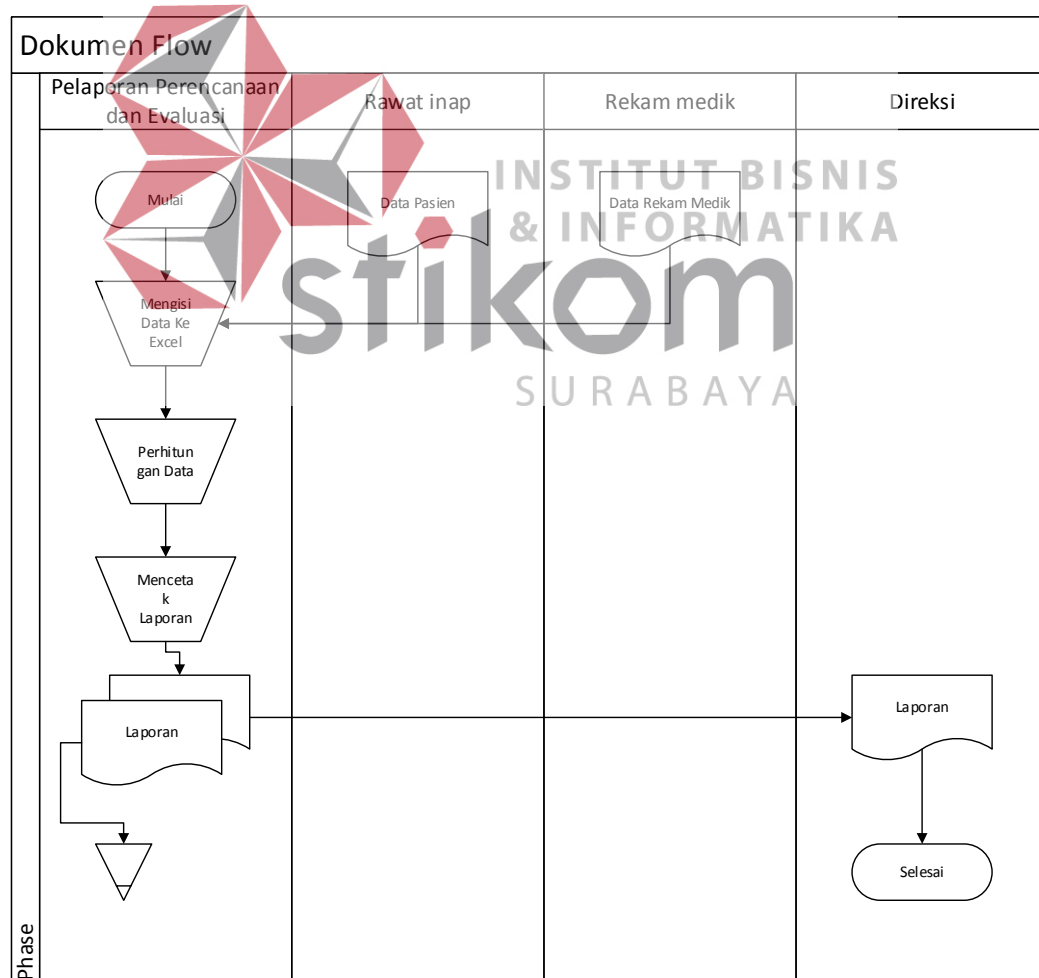 Dokumen Flow
Pelaporan Perencanaan
dan Evaluasi
Rawat inap
Rekam medik
Direksi
INSTITUT BISNIS
& INFORMATIKA
stikom
SURABAYA
Mulai
Data Pasien
Data Rekam Medik
Mengisi
Data Ke
Excel
Perhitun
gan Data
Menceta
k
Laporan
Laporan
Laporan
Selesai
Phase